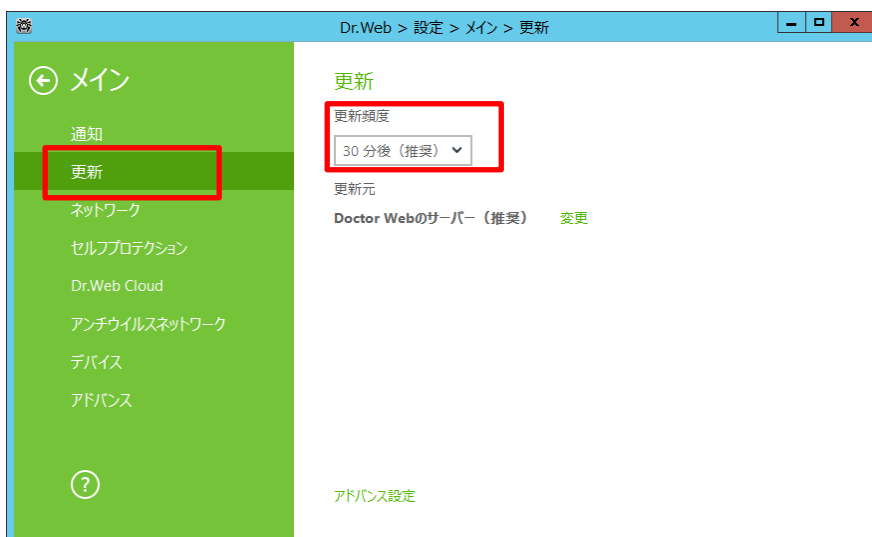 Dr.Web > 設定 > メイン > 更新
メイン
通知
更新
ネットワーク
セルフプロテクション
Dr.Web Cloud
アンチウイルスネットワーク
デバイス
アドバンス
?
更新
更新頻度
30 分後（推奨）
更新元
Doctor Webのサーバー（推奨） 変更
アドバンス設定